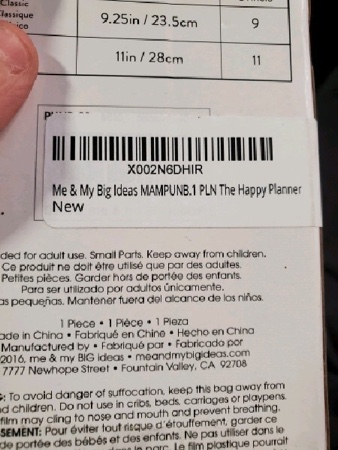 Classic
lassique
ico
9.25in / 23.5cm
9
11in / 28cm
11
X002N6DHIR
Me & My Big Ideas MAMPUNB.1 PLN The Happy Planner
New
ded for adult use. Small Parts. Keep away from children.
Ce produit ne doit être utilisé que par des adultes.
Petites pièces. Garder hors de portée des enfants.
Para ser utilizado por adultos únicamente.
as pequeñas. Mantener fuera del alcance de los niños.
1 Piece • 1 Pièce • 1 Pieza
ade in China • Fabriqué en Chine • Hecho en China
Manufactured by • Fabriqué par • Fabricado por
2016, me & my BIG ideas • meandmybigideas.com
7777 Newhope Street • Fountain Valley, CA 92708
: To avoid danger of suffocation, keep this bag away from
d children. Do not use in cribs, beds, carriages or playpens.
film may cling to nose and mouth and prevent breathing.
SEMENT: Pour éviter tout risque d'étouffement, garder ce
de portée des bébés et des enfants. Ne pas utiliser dans le
parc. Le film plastique pourrait